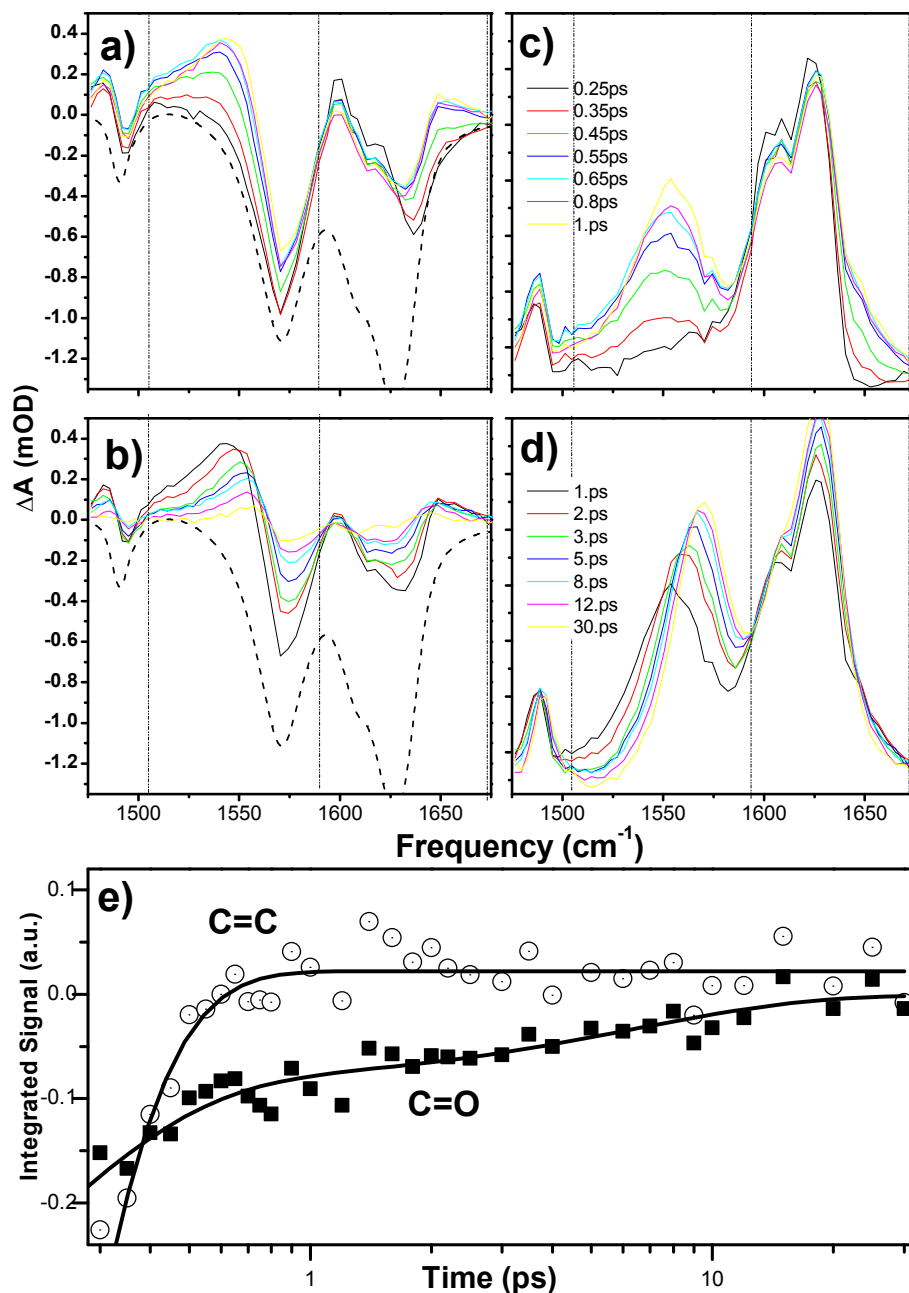 a)
c)
0.4
0.2
0.0
-0.2
-0.4
-0.6
-0.8
-1.0
-1.2
0.25ps
0.35ps
0.45ps
0.55ps
0.65ps
0.8ps
1.ps
b)
d)
0.4
0.2
0.0
-0.2
-0.4
-0.6
-0.8
-1.0
-1.2
1.ps
2.ps
3.ps
5.ps
8.ps
12.ps
30.ps
ΔA (mOD)
1500 1550 1600 1650
1500 1550 1600 1650
Frequency (cm-1)
e)
C=C
C=O
0.1
0.0
-0.1
-0.2
Integrated Signal (a.u.)
1 10
Time (ps)